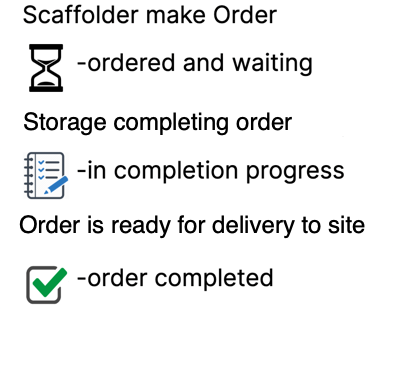 Scaffolder make Order
-ordered and waiting
Storage completing order
-in completion progress
Order is ready for delivery to site
-order completed